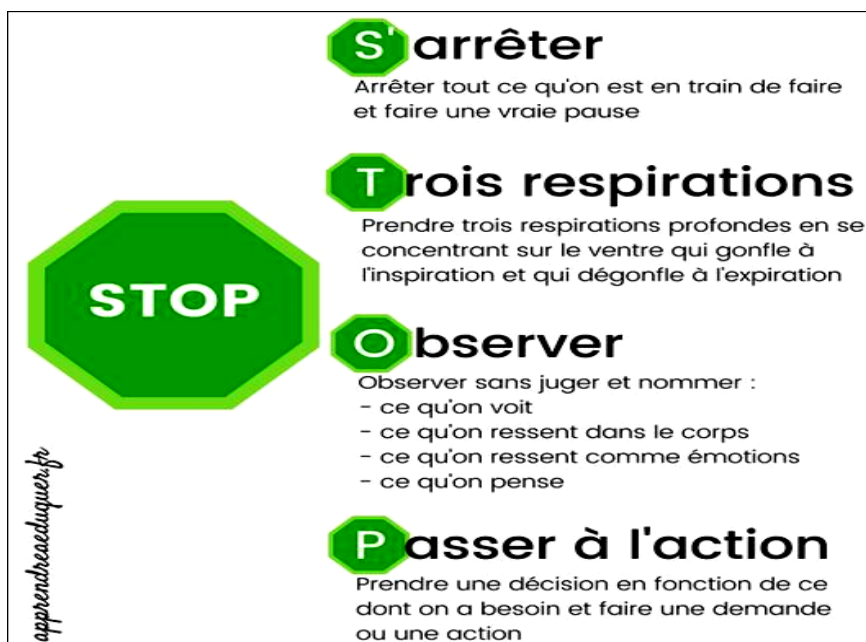 S'arrêter
Arrêter tout ce qu'on est en train de faire
et faire une vraie pause
Trois respirations
Prendre trois respirations profondes en se
concentrant sur le ventre qui gonfle à
l'inspiration et qui dégonfle à l'expiration
STOP
Observer
Observer sans juger et nommer :
- ce qu'on voit
- ce qu'on ressent dans le corps
- ce qu'on ressent comme émotions
- ce qu'on pense
Passer à l'action
Prendre une décision en fonction de ce
dont on a besoin et faire une demande
ou une action
apprendreaeduquer.fr